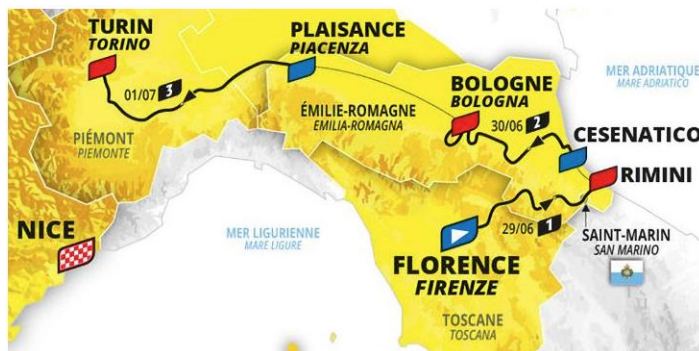 TURIN
TORINO
PLAISANCE
PIACENZA
01/07 3
BOLOGNE
BOLOGNA
MER ADRIATIQUE
MARE ADRIATICO
ÉMILIE-ROMAGNE
EMILIA-ROMAGNA
30/06 2
CESENATICO
PIÉMONT
PIEMONTE
RIMINI
NICE
MER LIGURIENNE
MARE LIGURE
29/06 1
SAINT-MARIN
SAN MARINO
FLORENCE
FIRENZE
TOSCANE
TOSCANA